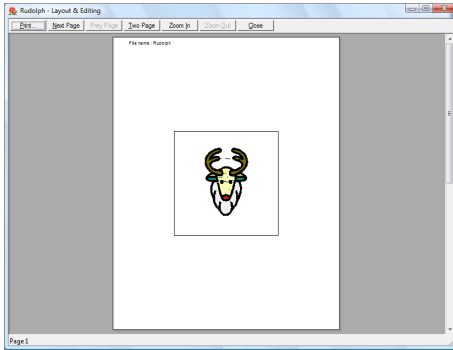 Rudolph - Layout & Editing
Print... Next Page Prev Page Two Page Zoom In Zoom Out Close
File name : Rudolph
Page 1